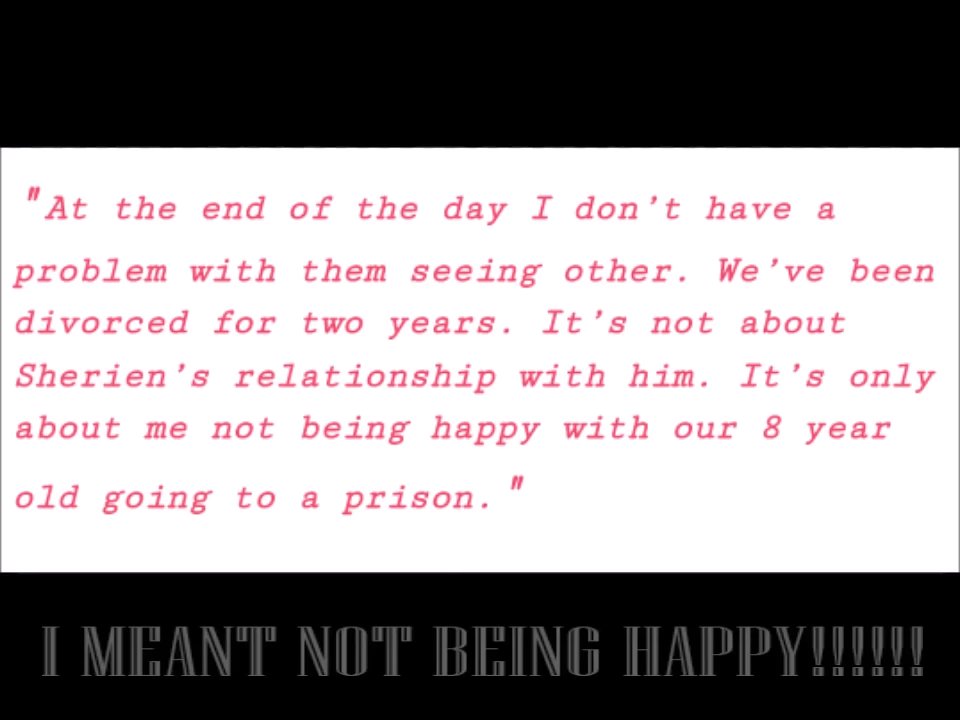 "At the end of the day I don't have a
problem with them seeing other. We've been
divorced for two years. It's not about
Sherien's relationship with him. It's only
about me not being happy with our 8 year
old going to a prison."
I MEANT NOT BEING HAPPY!!!!!!